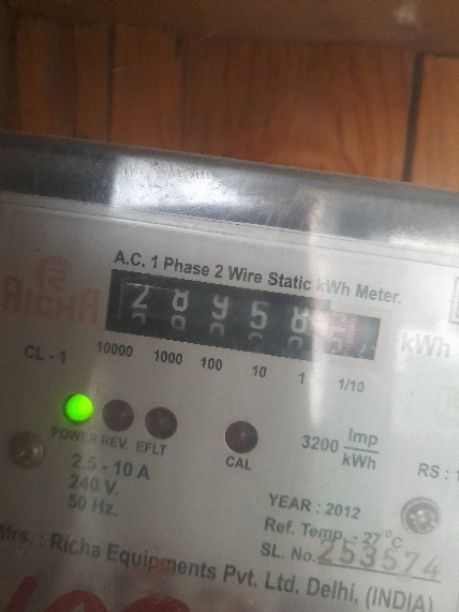 RICHA
A.C. 1 Phase 2 Wire Static kWh Meter.
kWh
CL - 1
10000 1000 100 10 1 1/10
POWER REV. EFLT
CAL
3200 Imp/kWh
2.5 - 10 A
240 V.
50 Hz.
RS :
YEAR : 2012
Ref. Temp. - 27°C
SL. No. 253574
Mfrs. : Richa Equipments Pvt. Ltd. Delhi, (INDIA)